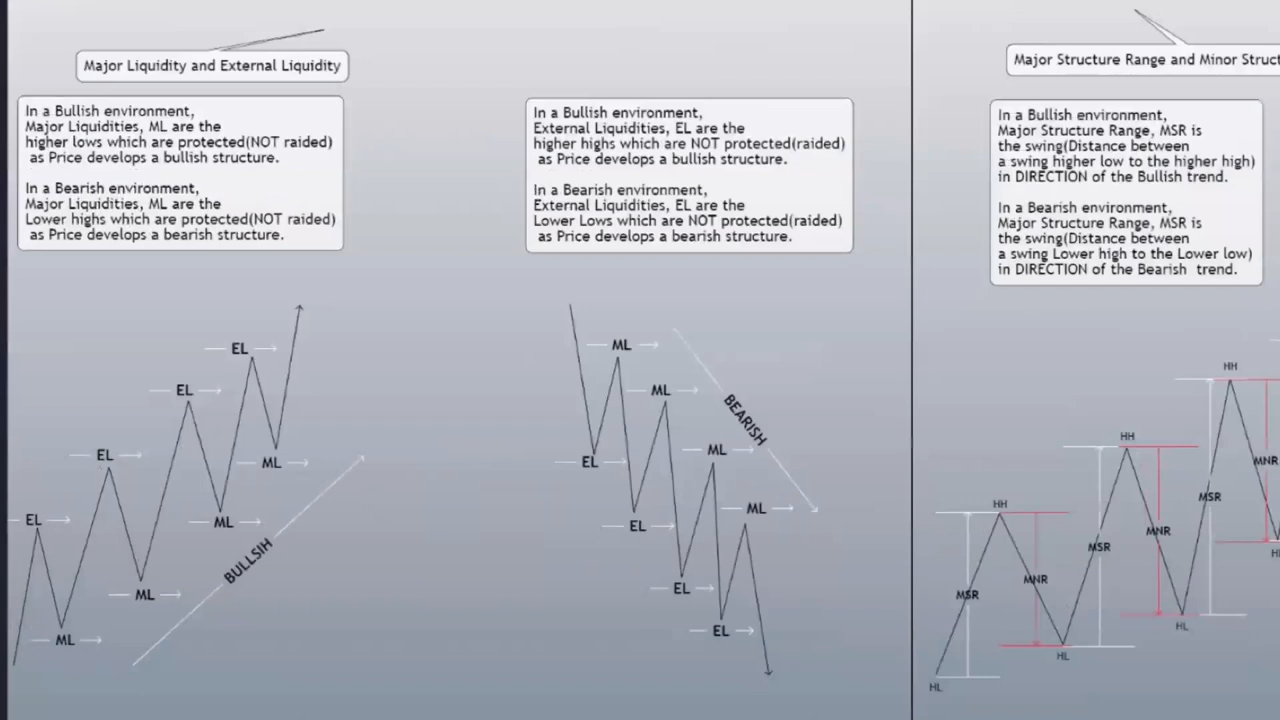 Major Liquidity and External Liquidity
In a Bullish environment,
Major Liquidities, ML are the
higher lows which are protected(NOT raided)
as Price develops a bullish structure.
In a Bearish environment,
Major Liquidities, ML are the
Lower highs which are protected(NOT raided)
as Price develops a bearish structure.
In a Bullish environment,
External Liquidities, EL are the
higher highs which are NOT protected(raided)
as Price develops a bullish structure.
In a Bearish environment,
External Liquidities, EL are the
Lower Lows which are NOT protected(raided)
as Price develops a bearish structure.
EL
EL
EL
EL
ML
ML
ML
ML
BULLSIH
ML
ML
ML
ML
EL
EL
EL
EL
BEARISH
Major Structure Range and Minor Struct
In a Bullish environment,
Major Structure Range, MSR is
the swing(Distance between
a swing higher low to the higher high)
in DIRECTION of the Bullish trend.
In a Bearish environment,
Major Structure Range, MSR is
the swing(Distance between
a swing Lower high to the Lower low)
in DIRECTION of the Bearish trend.
HH
HH
HH
MNR
MSR
MNR
MSR
MNR
MSR
HL
HL
HL